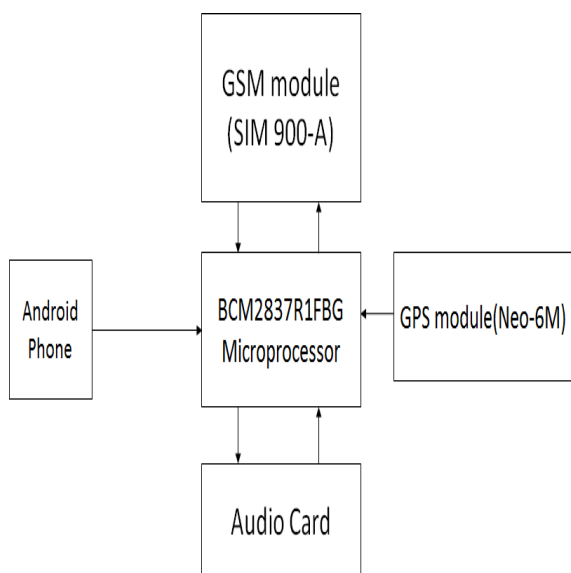 GSM module
(SIM 900-A)
Android
Phone
BCM2837R1FBG
Microprocessor
GPS module(Neo-6M)
Audio Card